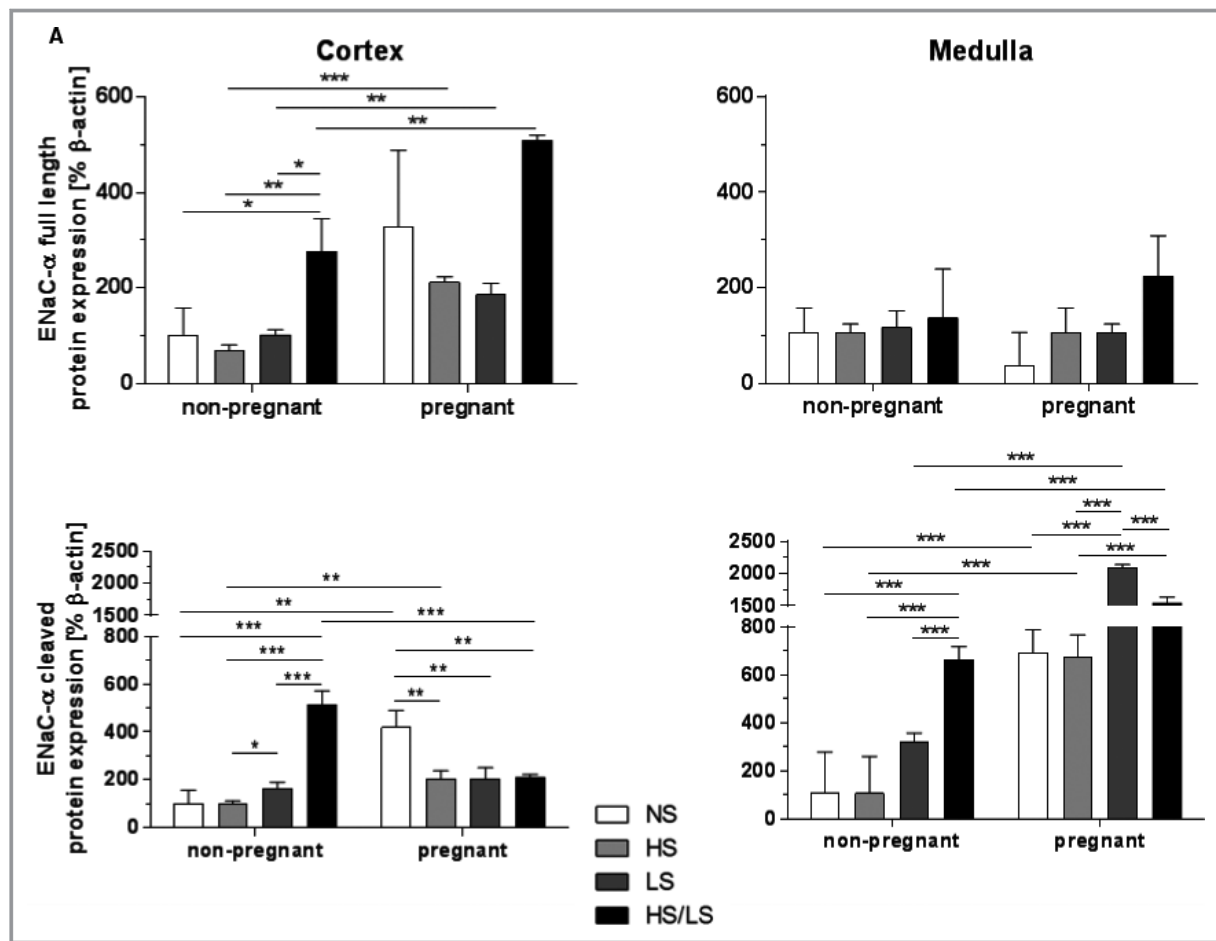 A
Cortex
Medulla
ENaC-α full length
protein expression [% β-actin]
600
400
200
0
***
**
**
*
**
*
non-pregnant
pregnant
600
400
200
0
non-pregnant
pregnant
ENaC-α cleaved
protein expression [% β-actin]
2500
2000
1500
800
600
400
200
0
**
**
***
***
**
***
**
***
**
*
non-pregnant
pregnant
NS
HS
LS
HS/LS
***
***
***
***
***
***
***
***
***
***
***
2500
2000
1500
800
600
400
200
0
non-pregnant
pregnant